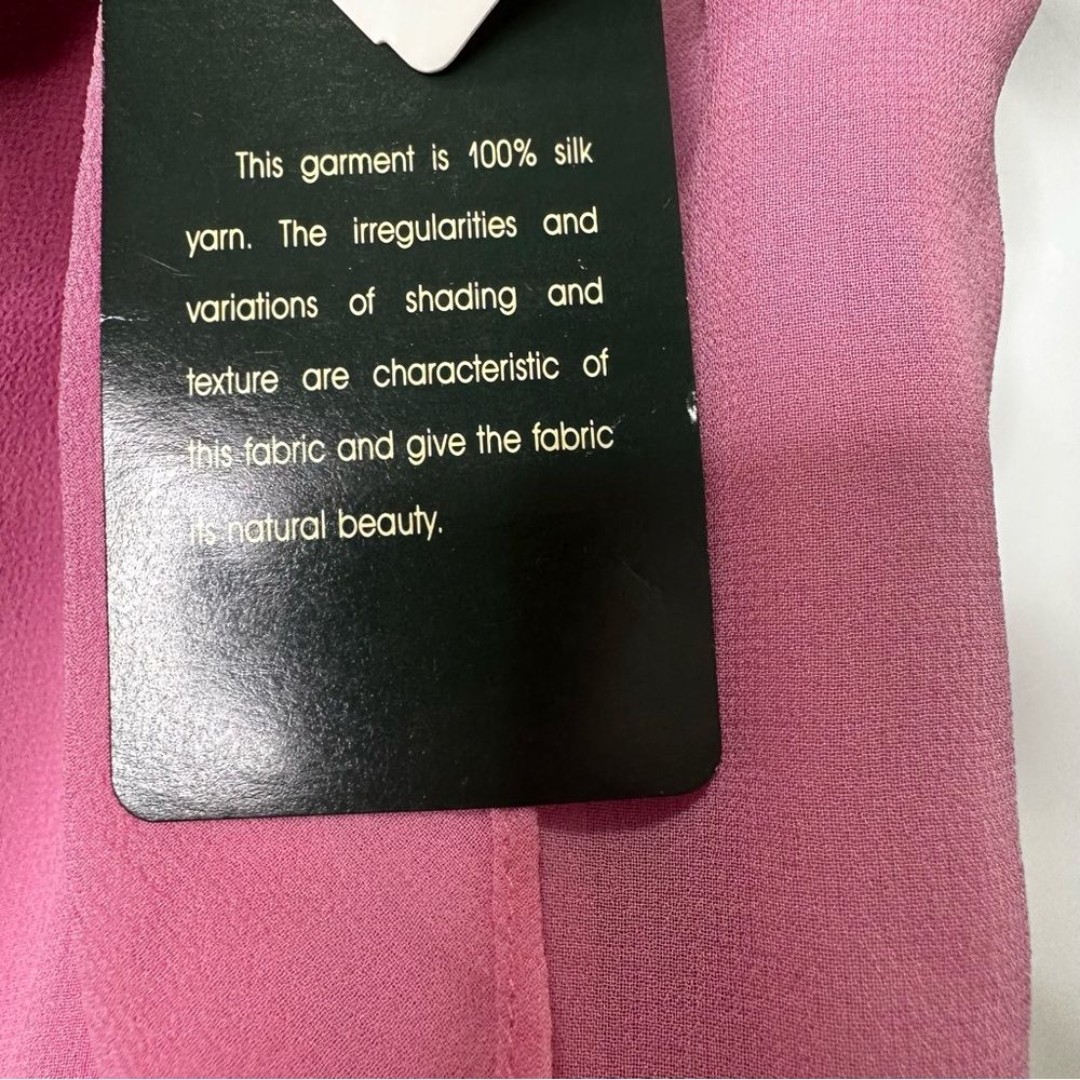 This garment is 100% silk
yarn. The irregularities and
variations of shading and
texture are characteristic of
this fabric and give the fabric
its natural beauty.